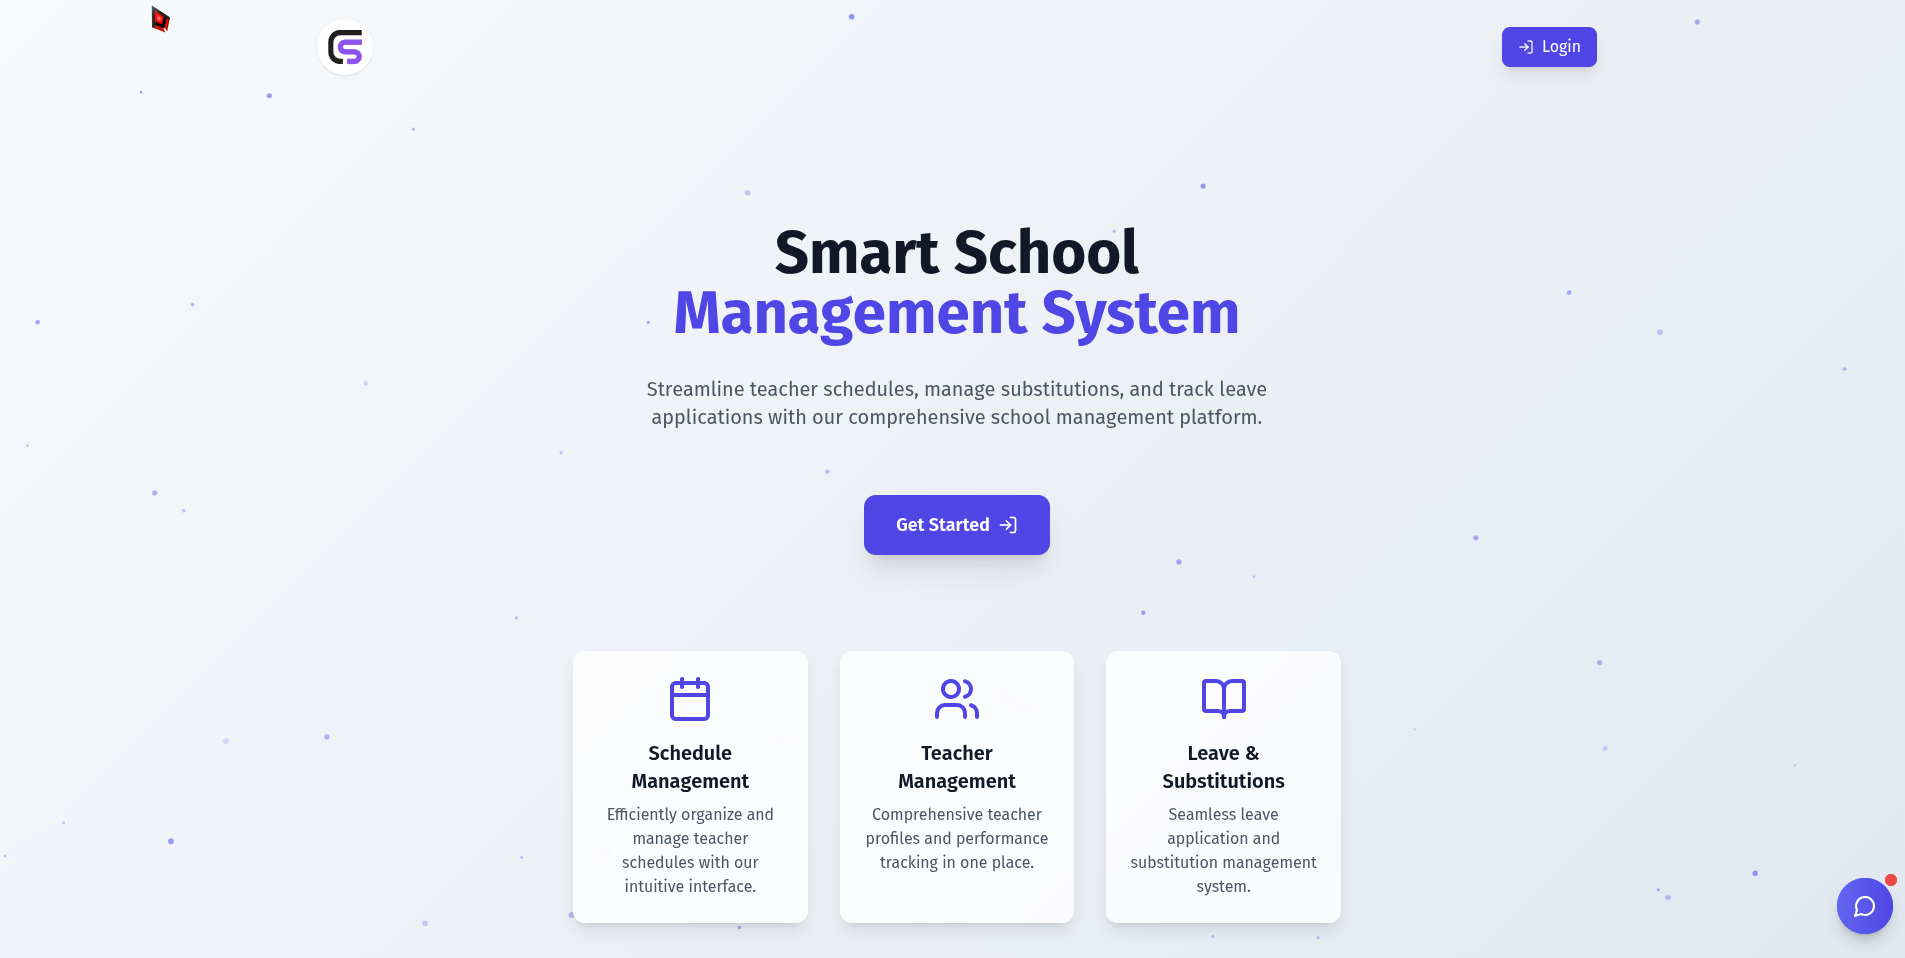 Login
Smart School
Management System
Streamline teacher schedules, manage substitutions, and track leave
applications with our comprehensive school management platform.
Get Started
Schedule
Management
Efficiently organize and
manage teacher
schedules with our
intuitive interface.
Teacher
Management
Comprehensive teacher
profiles and performance
tracking in one place.
Leave &
Substitutions
Seamless leave
application and
substitution management
system.